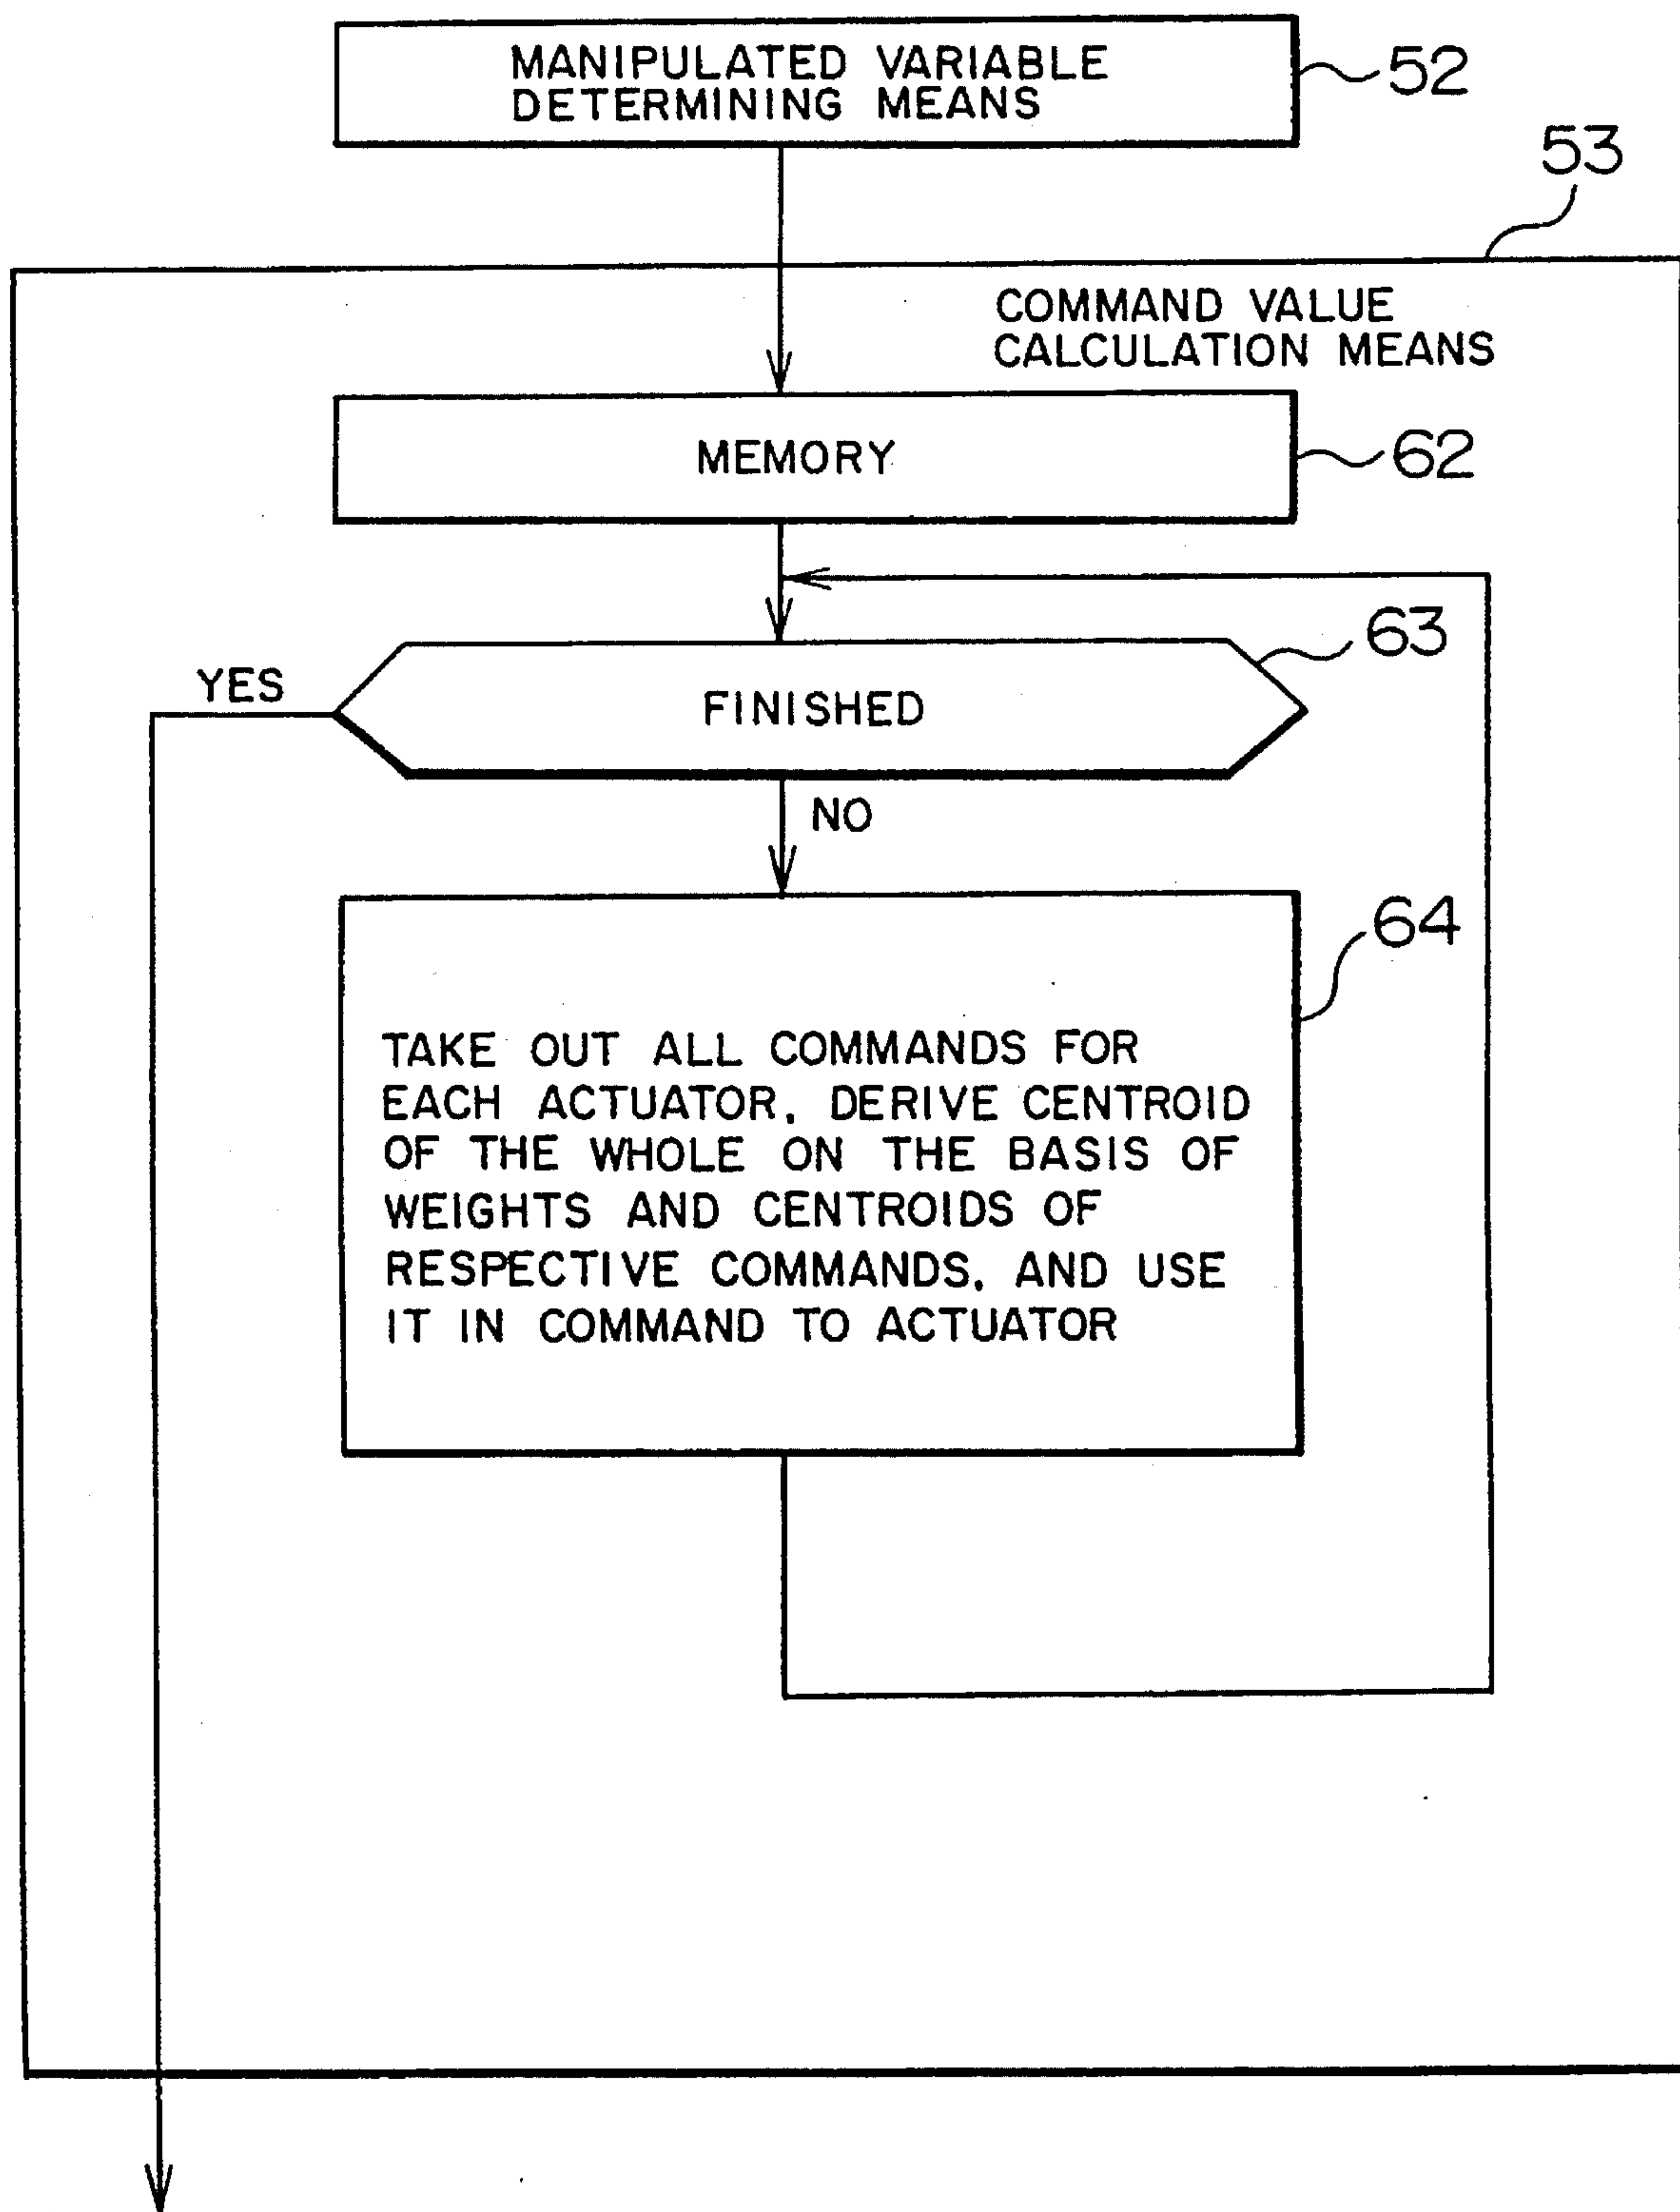 MANIPULATED VARIABLE
DETERMINING MEANS
52
53
COMMAND VALUE
CALCULATION MEANS
MEMORY
62
63
YES
FINISHED
NO
64
TAKE OUT ALL COMMANDS FOR
EACH ACTUATOR, DERIVE CENTROID
OF THE WHOLE ON THE BASIS OF
WEIGHTS AND CENTROIDS OF
RESPECTIVE COMMANDS, AND USE
IT IN COMMAND TO ACTUATOR